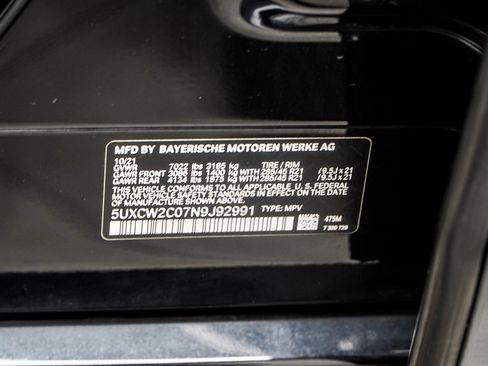 MFD BY BAYERISCHE MOTOREN WERKE AG
10/21
GVWR 7022 lbs 3185 kg TIRE / RIM
GAWR FRONT 3086 lbs 1400 kg WITH 285/45 R21 /9.5J x 21
GAWR REAR 4134 lbs 1875 kg WITH 285/45 R21 /9.5J x 21
THIS VEHICLE CONFORMS TO ALL APPLICABLE U.S. FEDERAL
MOTOR VEHICLE SAFETY STANDARDS IN EFFECT ON THE DATE OF
MANUFACTURE SHOWN ABOVE.
5UXCW2C07N9J92991 TYPE: MPV
475M